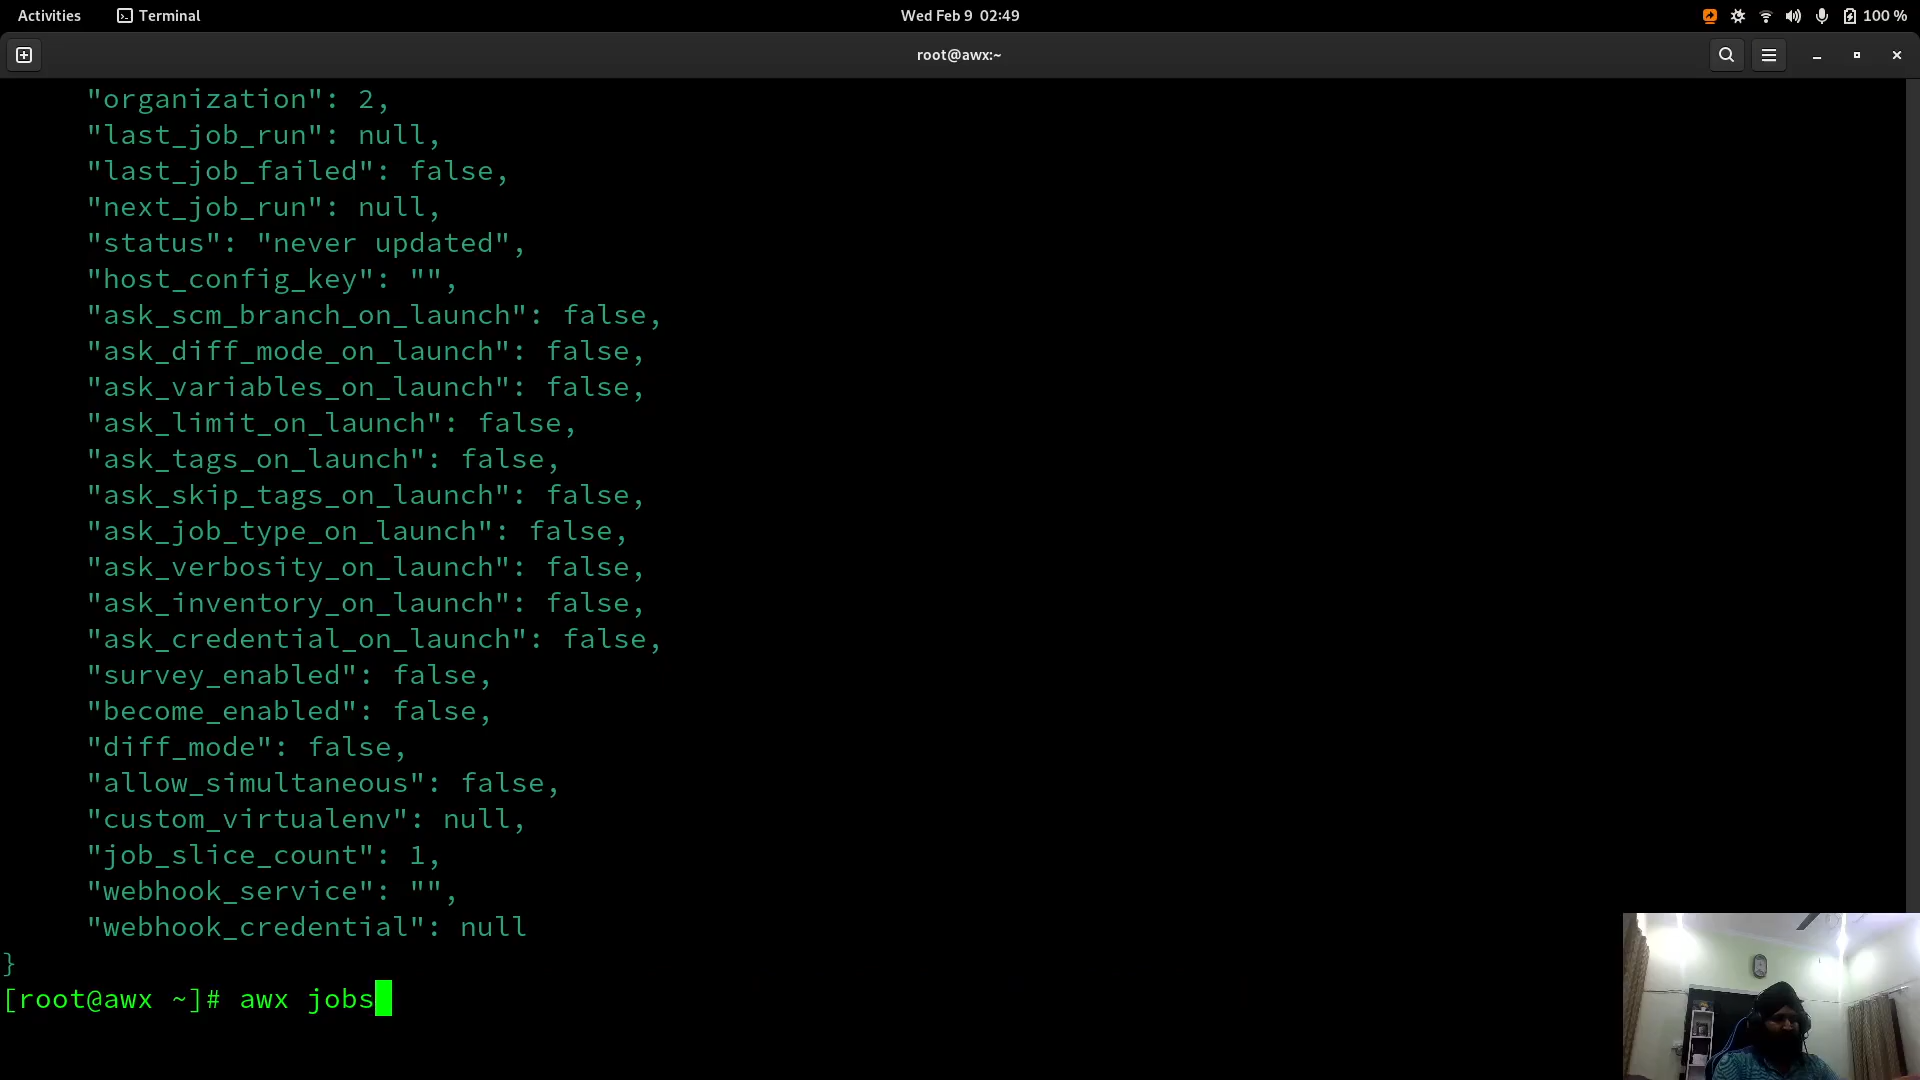 Activities
Terminal
Wed Feb 9 02:49
100 %
root@awx:~
"organization": 2,
"last_job_run": null,
"last_job_failed": false,
"next_job_run": null,
"status": "never updated",
"host_config_key": "",
"ask_scm_branch_on_launch": false,
"ask_diff_mode_on_launch": false,
"ask_variables_on_launch": false,
"ask_limit_on_launch": false,
"ask_tags_on_launch": false,
"ask_skip_tags_on_launch": false,
"ask_job_type_on_launch": false,
"ask_verbosity_on_launch": false,
"ask_inventory_on_launch": false,
"ask_credential_on_launch": false,
"survey_enabled": false,
"become_enabled": false,
"diff_mode": false,
"allow_simultaneous": false,
"custom_virtualenv": null,
"job_slice_count": 1,
"webhook_service": "",
"webhook_credential": null
}
[root@awx ~]# awx jobs